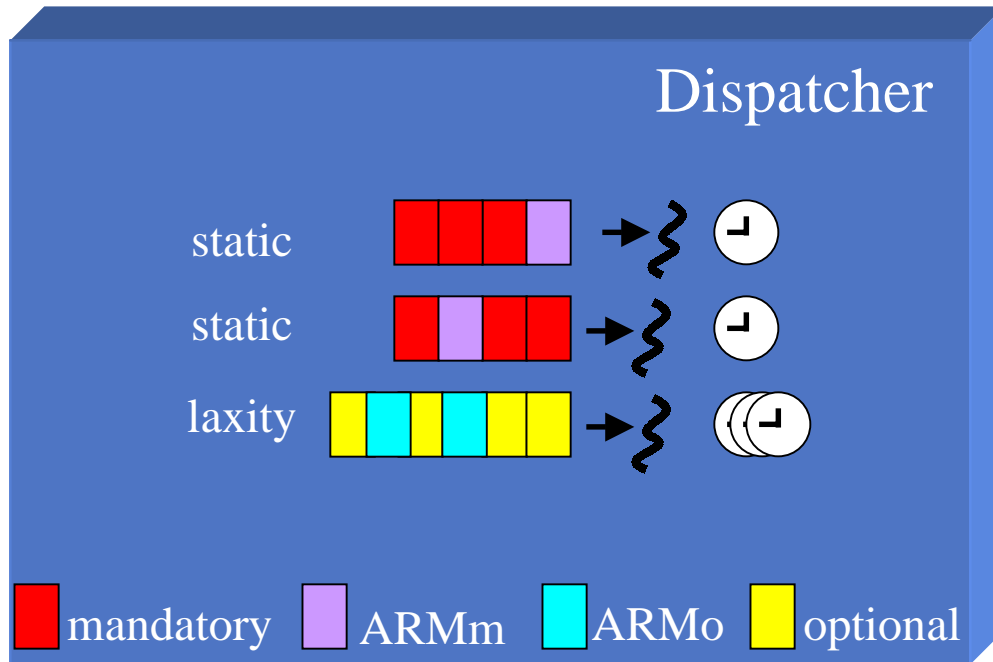 Dispatcher
static
static
laxity
mandatory ARMm ARMo optional